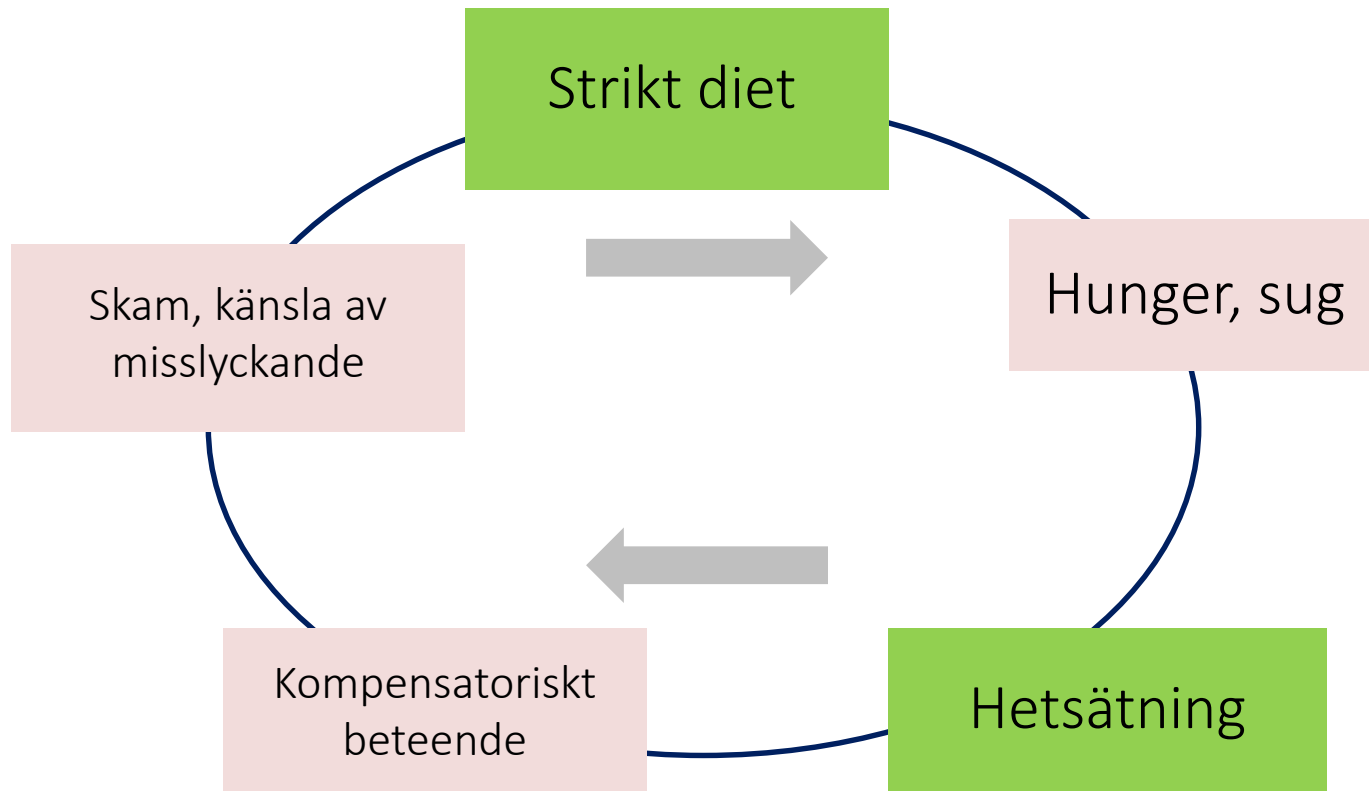 Strikt diet
Hunger, sug
Skam, känsla av
misslyckande
Kompensatoriskt
beteende
Hetsätning